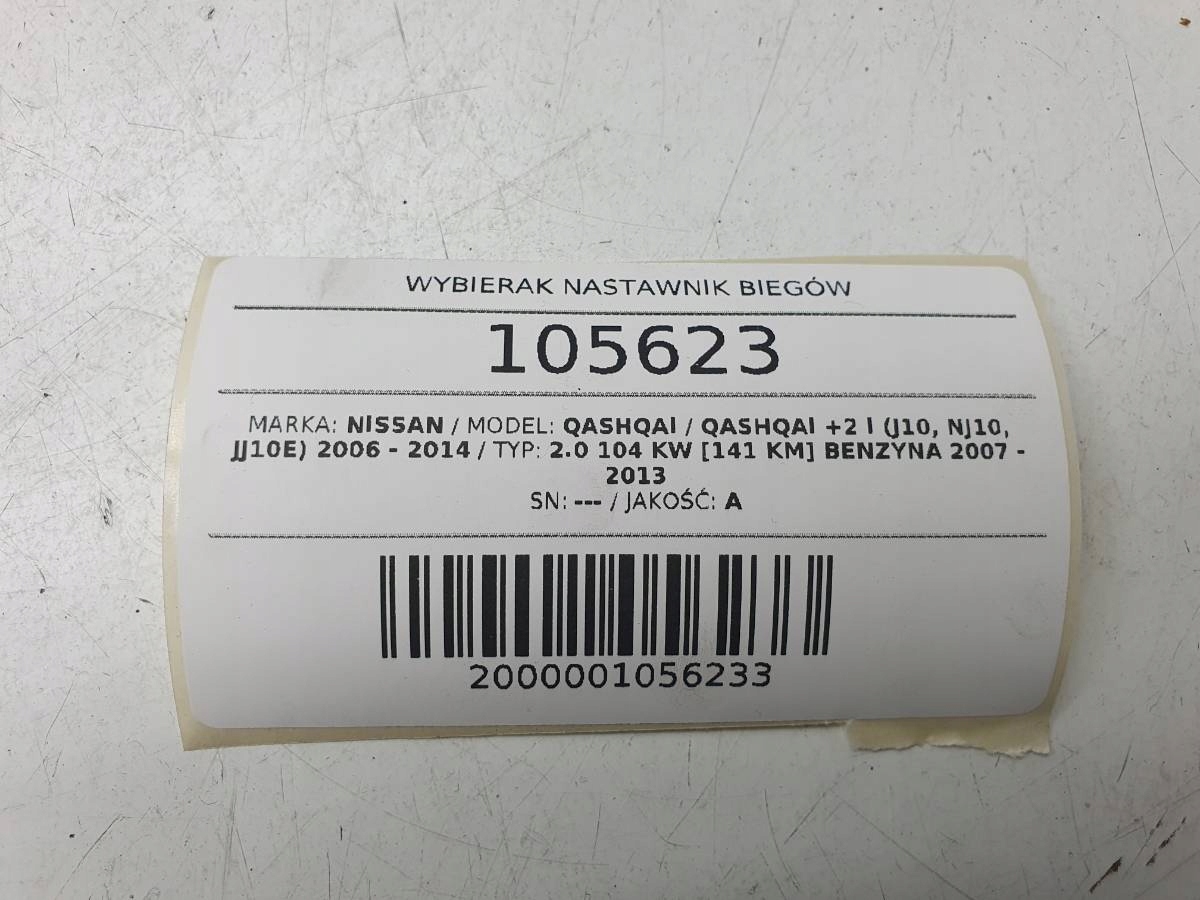 WYBIERAK NASTAWNIK BIEGÓW
105623
MARKA: NISSAN / MODEL: QASHQAI / QASHQAI +2 I (J10, NJ10,
JJ10E) 2006 - 2014 / TYP: 2.0 104 KW [141 KM] BENZYNA 2007 -
2013
SN: --- / JAKOŚĆ: A
2000001056233